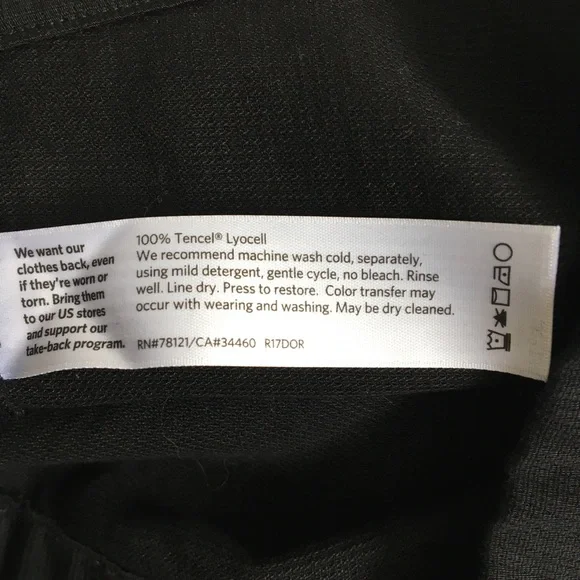 We want our
clothes back, even
if they're worn or
torn. Bring them
to our US stores
and support our
take-back program.
100% Tencel® Lyocell
We recommend machine wash cold, separately,
using mild detergent, gentle cycle, no bleach. Rinse
well. Line dry. Press to restore. Color transfer may
occur with wearing and washing. May be dry cleaned.
RN#78121/CA#34460 R17DOR